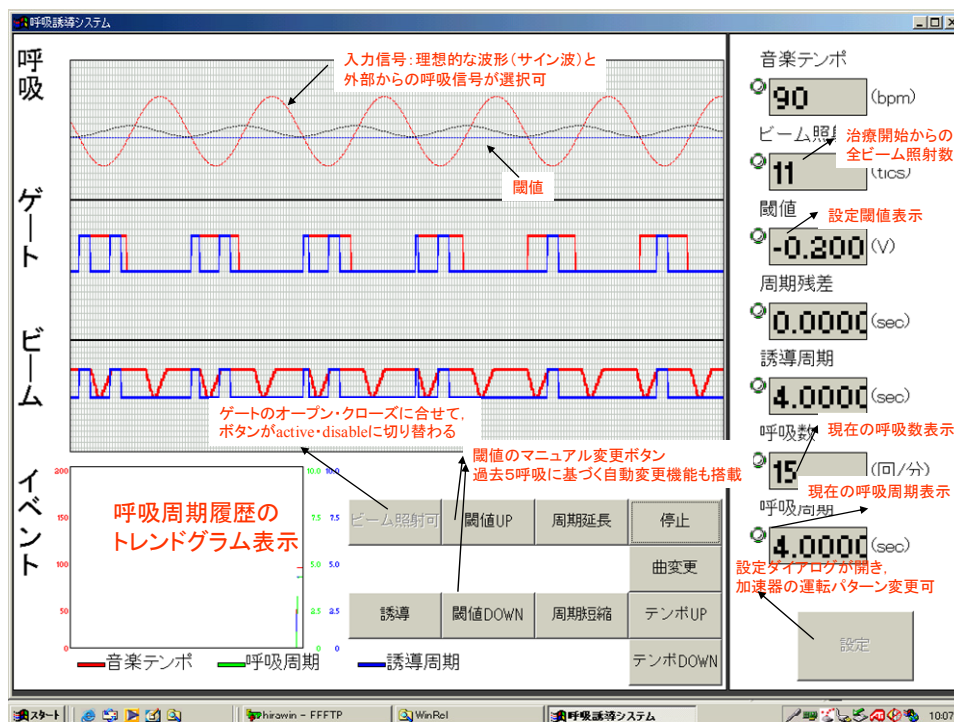 呼吸誘導システム
呼吸
入力信号：理想的な波形（サイン波）と
外部からの呼吸信号が選択可
閾値
ゲート
ビーム
ゲートのオープン・クローズに合せて，
ボタンがactive・disableに切り替わる
閾値のマニュアル変更ボタン
過去５呼吸に基づく自動変更機能も搭載
イベント
200
150
100
50
0
10.0 10.0
7.5 7.5
5.0 5.0
2.5 2.5
0.0 0.0
呼吸周期履歴の
トレンドグラム表示
ビーム照射可
閾値UP
周期延長
停止
曲変更
誘導
閾値DOWN
周期短縮
テンポUP
テンポDOWN
音楽テンポ
呼吸周期
誘導周期
音楽テンポ
90 (bpm)
ビーム照射
治療開始からの
全ビーム照射数
11 (tics)
閾値
設定閾値表示
-0.200 (V)
周期残差
0.0000 (sec)
誘導周期
4.0000 (sec)
呼吸数
現在の呼吸数表示
15 (回/分)
現在の呼吸周期表示
呼吸周期
4.0000 (sec)
設定ダイアログが開き，
加速器の運転パターン変更可
設定
スタート
hirawin - FFFTP
WinRol
呼吸誘導システム
10:07